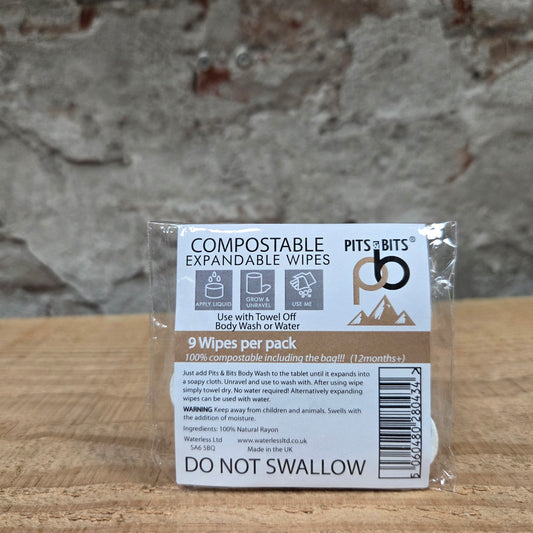 COMPOSTABLE
EXPANDABLE WIPES
PITS & BITS®
pb
APPLY LIQUID
GROW & UNRAVEL
USE ME
Use with Towel Off
Body Wash or Water
9 Wipes per pack
100% compostable including the bag!!! (12months+)
Just add Pits & Bits Body Wash to the tablet until it expands into
a soapy cloth. Unravel and use to wash with. After using wipe
simply towel dry. No water required! Alternatively expanding
wipes can be used with water.
WARNING Keep away from children and animals. Swells with
the addition of moisture.
Ingredients: 100% Natural Rayon
Waterless Ltd www.waterlessltd.co.uk
SA6 5BQ Made in the UK
DO NOT SWALLOW
5 060480 280434